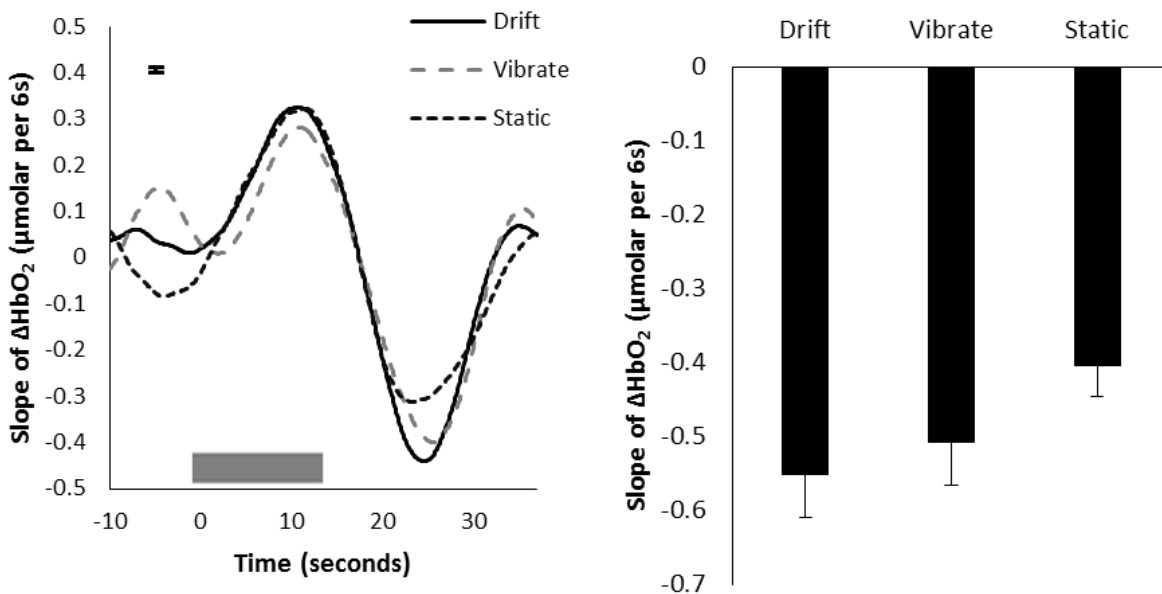 0.5
0.4
0.3
0.2
0.1
0
-0.1
-0.2
-0.3
-0.4
-0.5
Slope of ΔHbO₂ (μmolar per 6s)
-10 0 10 20 30
Time (seconds)
Drift
Vibrate
Static
Drift Vibrate Static
0
-0.1
-0.2
-0.3
-0.4
-0.5
-0.6
-0.7
Slope of ΔHbO₂ (μmolar per 6s)